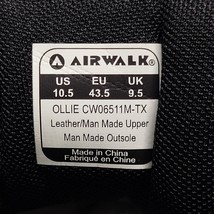 AIRWALK
US EU UK
10.5 43.5 9.5
OLLIE CW06511M-TX
Leather/Man Made Upper
Man Made Outsole
Made in China
Fabriqué en Chine